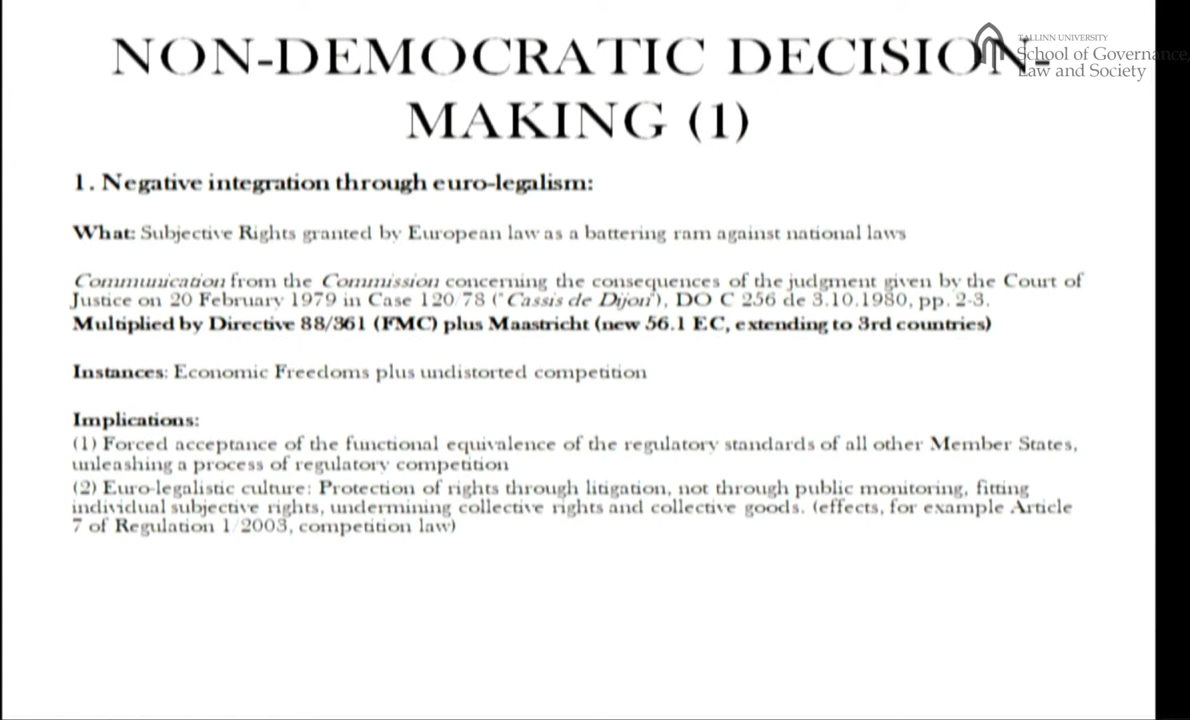 NON-DEMOCRATIC DECISION-
MAKING (1)
TALLINN UNIVERSITY
School of Governance,
Law and Society
1. Negative integration through euro-legalism:
What: Subjective Rights granted by European law as a battering ram against national laws
Communication from the Commission concerning the consequences of the judgment given by the Court of
Justice on 20 February 1979 in Case 120/78 ("Cassis de Dijon"), DO C 256 de 3.10.1980, pp. 2-3.
Multiplied by Directive 88/361 (FMC) plus Maastricht (new 56.1 EC, extending to 3rd countries)
Instances: Economic Freedoms plus undistorted competition
Implications:
(1) Forced acceptance of the functional equivalence of the regulatory standards of all other Member States,
unleashing a process of regulatory competition
(2) Euro-legalistic culture: Protection of rights through litigation, not through public monitoring, fitting
individual subjective rights, undermining collective rights and collective goods. (effects, for example Article
7 of Regulation 1/2003, competition law)